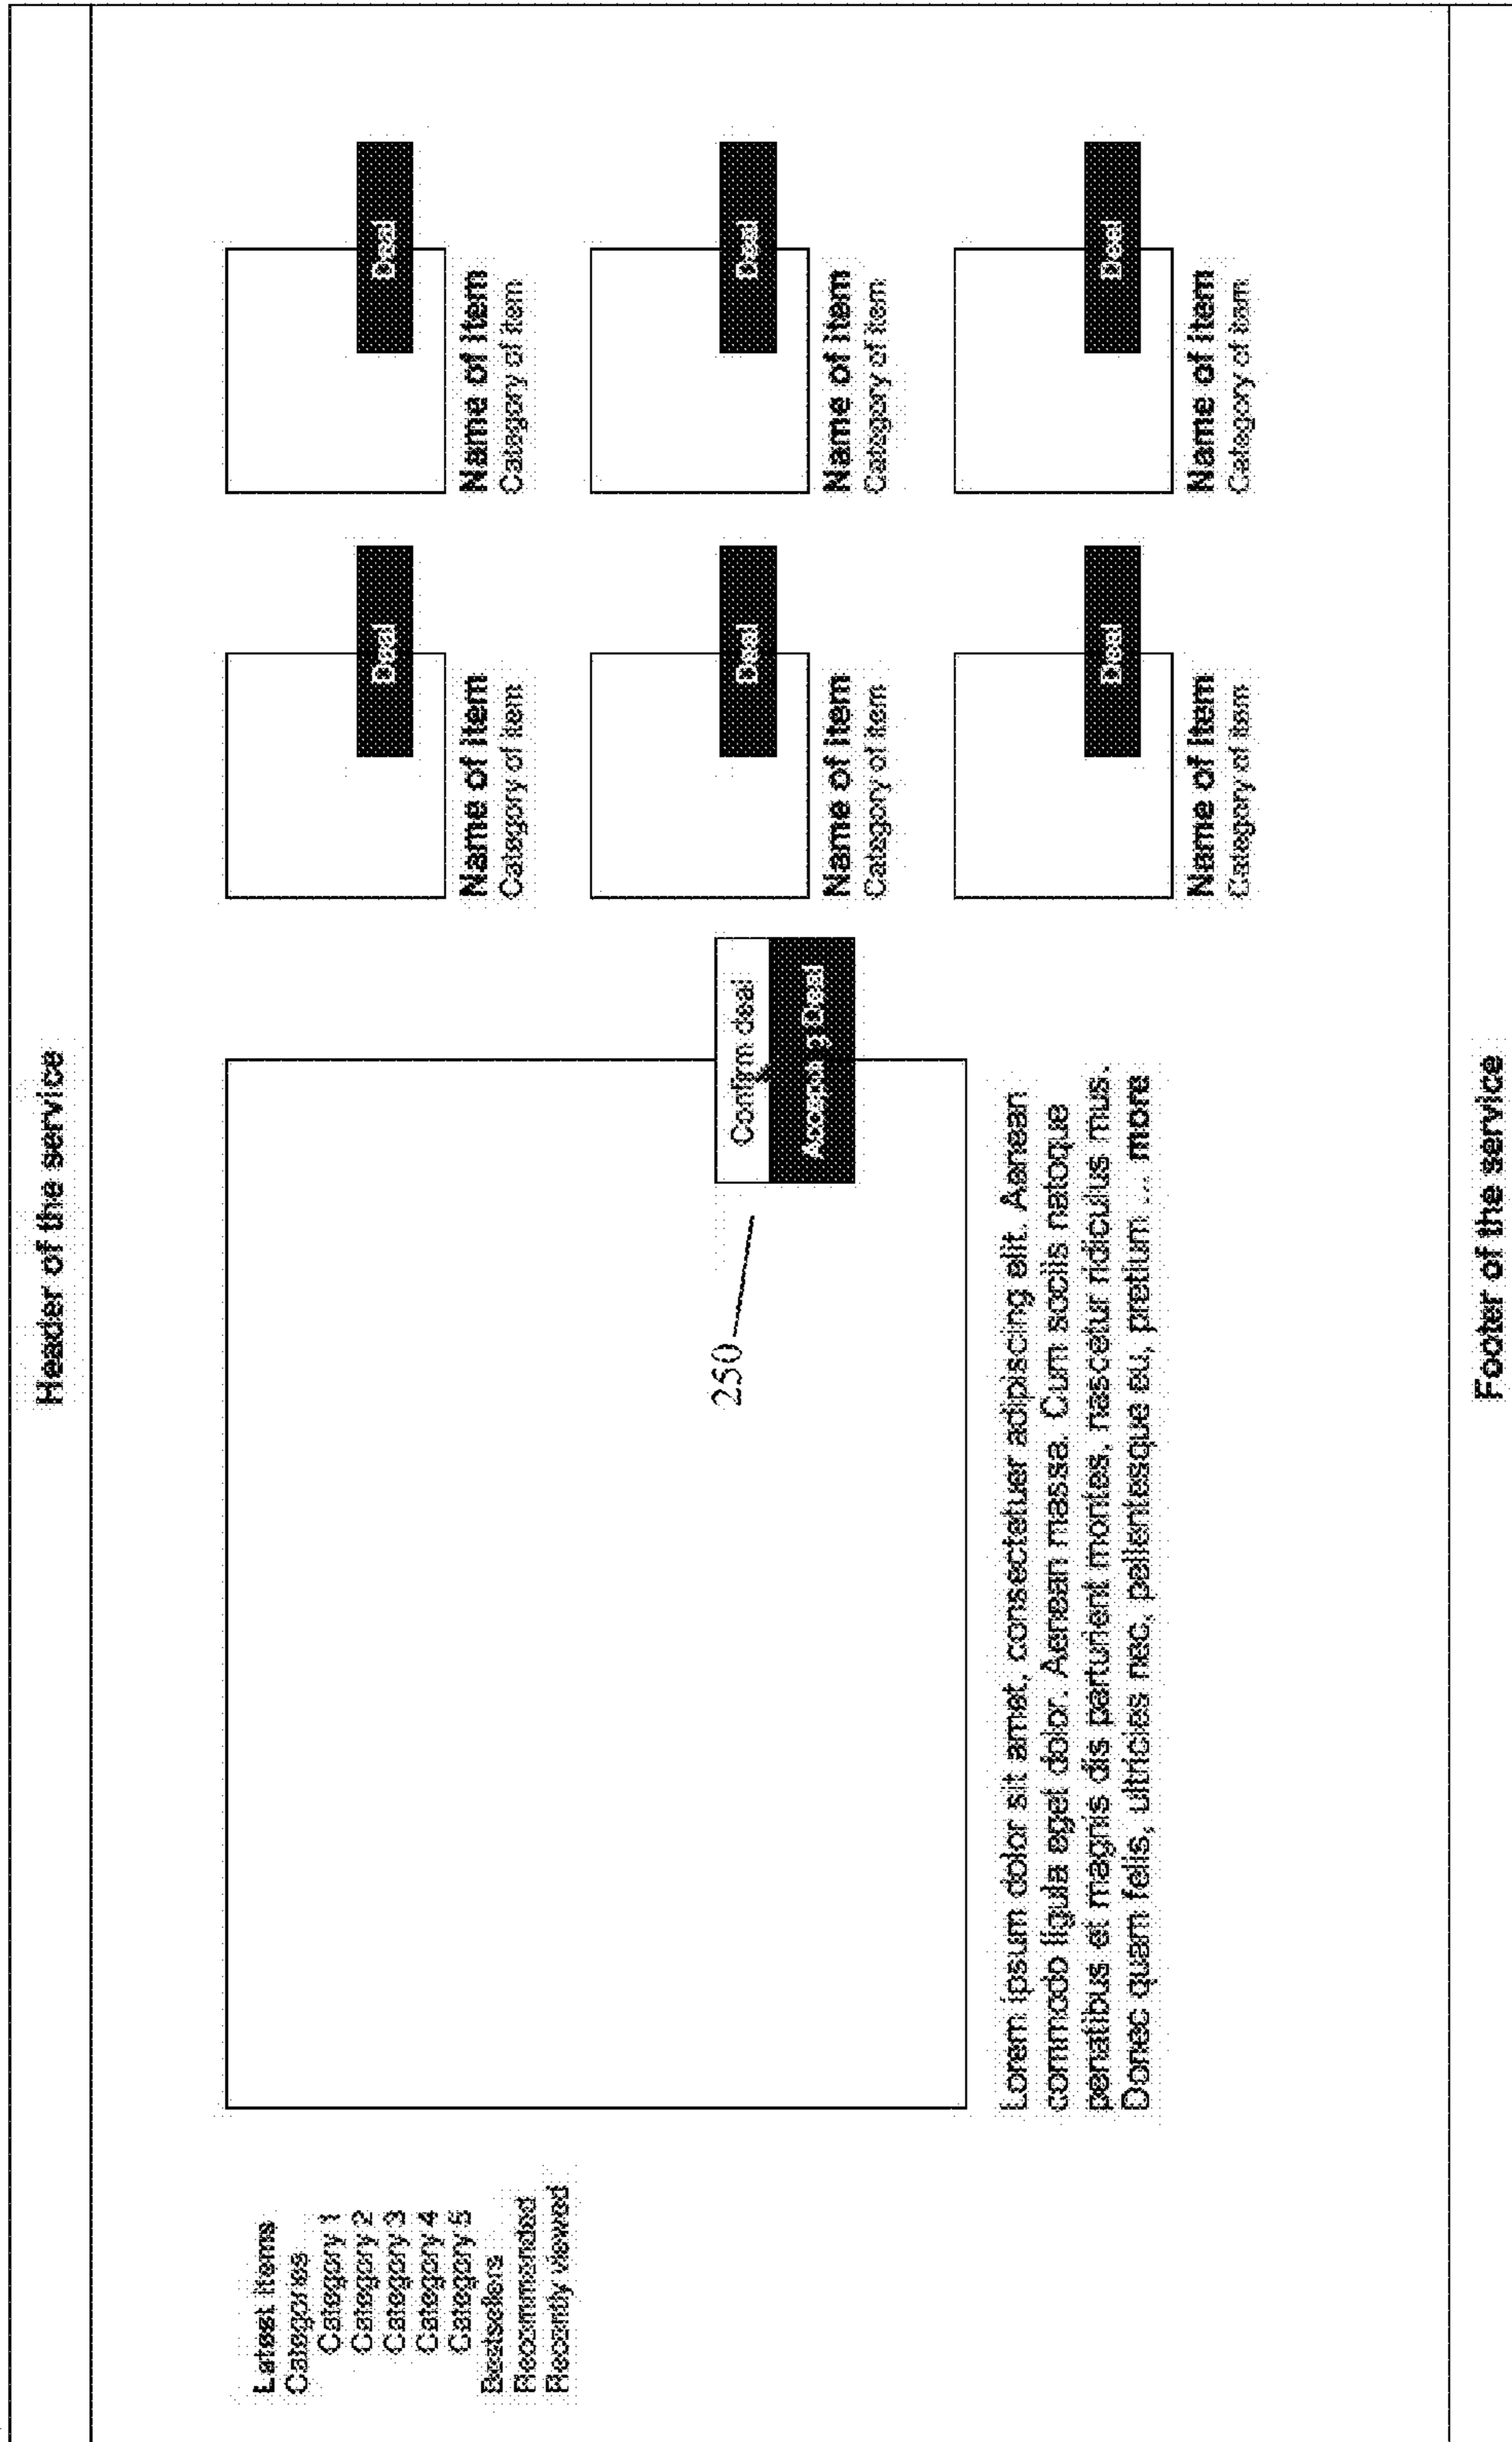 Header of the service
Latest items
Categories
Category 1
Category 2
Category 3
Category 4
Category 5
Bestsellers
Recommended
Recently viewed
250
Confirm deal
Accepting Deal
Lorem ipsum dolor sit amet, consectetuer adipiscing elit. Aenean
commodo ligula eget dolor. Aenean massa. Cum sociis natoque
penatibus et magnis dis parturient montes, nascetur ridiculus mus.
Donec quam felis, ultricies nec, pellentesque eu, pretium ... more
Deal
Name of item
Category of item
Deal
Name of item
Category of item
Deal
Name of item
Category of item
Deal
Name of item
Category of item
Deal
Name of item
Category of item
Deal
Name of item
Category of item
Footer of the service